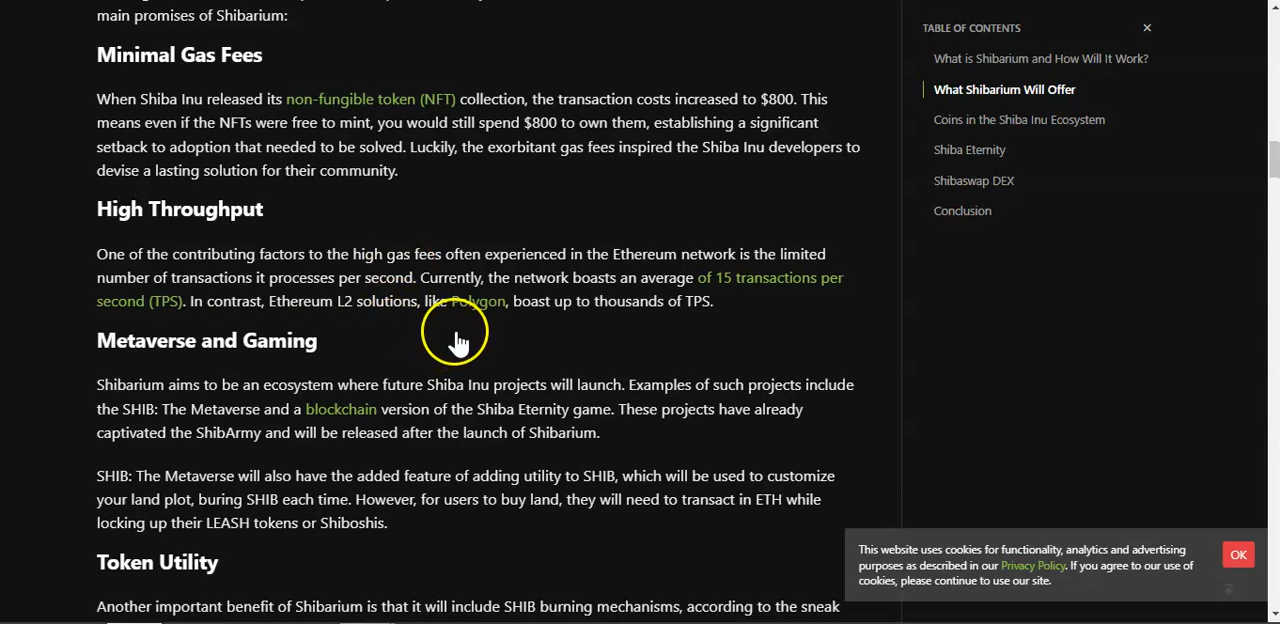 main promises of Shibarium:
Minimal Gas Fees
When Shiba Inu released its non-fungible token (NFT) collection, the transaction costs increased to $800. This
means even if the NFTs were free to mint, you would still spend $800 to own them, establishing a significant
setback to adoption that needed to be solved. Luckily, the exorbitant gas fees inspired the Shiba Inu developers to
devise a lasting solution for their community.
High Throughput
One of the contributing factors to the high gas fees often experienced in the Ethereum network is the limited
number of transactions it processes per second. Currently, the network boasts an average of 15 transactions per
second (TPS). In contrast, Ethereum L2 solutions, like Polygon, boast up to thousands of TPS.
Metaverse and Gaming
Shibarium aims to be an ecosystem where future Shiba Inu projects will launch. Examples of such projects include
the SHIB: The Metaverse and a blockchain version of the Shiba Eternity game. These projects have already
captivated the ShibArmy and will be released after the launch of Shibarium.
SHIB: The Metaverse will also have the added feature of adding utility to SHIB, which will be used to customize
your land plot, buring SHIB each time. However, for users to buy land, they will need to transact in ETH while
locking up their LEASH tokens or Shiboshis.
Token Utility
Another important benefit of Shibarium is that it will include SHIB burning mechanisms, according to the sneak
TABLE OF CONTENTS
What is Shibarium and How Will It Work?
What Shibarium Will Offer
Coins in the Shiba Inu Ecosystem
Shiba Eternity
Shibaswap DEX
Conclusion
This website uses cookies for functionality, analytics and advertising
purposes as described in our Privacy Policy. If you agree to our use of
cookies, please continue to use our site.
OK